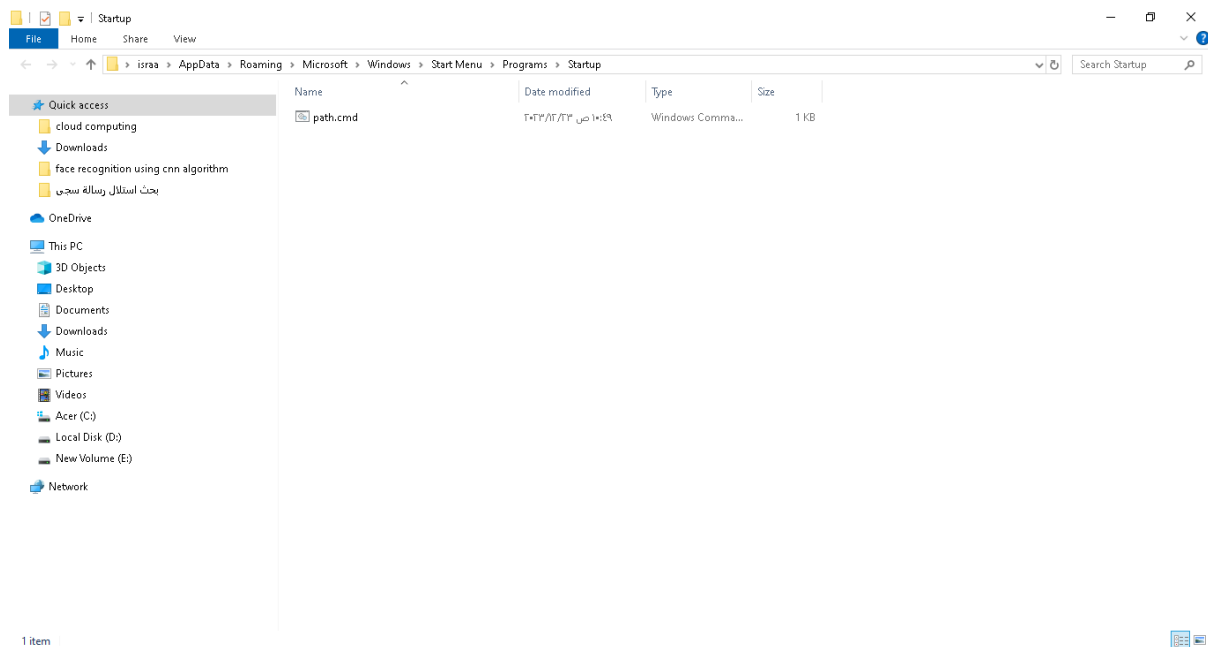 Startup
File Home Share View
israa Ὂ AppData Roaming Microsoft Windows Start Menu Programs Startup
Search Startup
Name Date modified Type Size
path.cmd ٢٠٢٣/١٢/٢٣ ١٠:٤٩ ص Windows Comma... 1 KB
Quick access
cloud computing
Downloads
face recognition using cnn algorithm
بحث استلال رسالة سجى
OneDrive
This PC
3D Objects
Desktop
Documents
Downloads
Music
Pictures
Videos
Acer (C:)
Local Disk (D:)
New Volume (E:)
Network
1 item